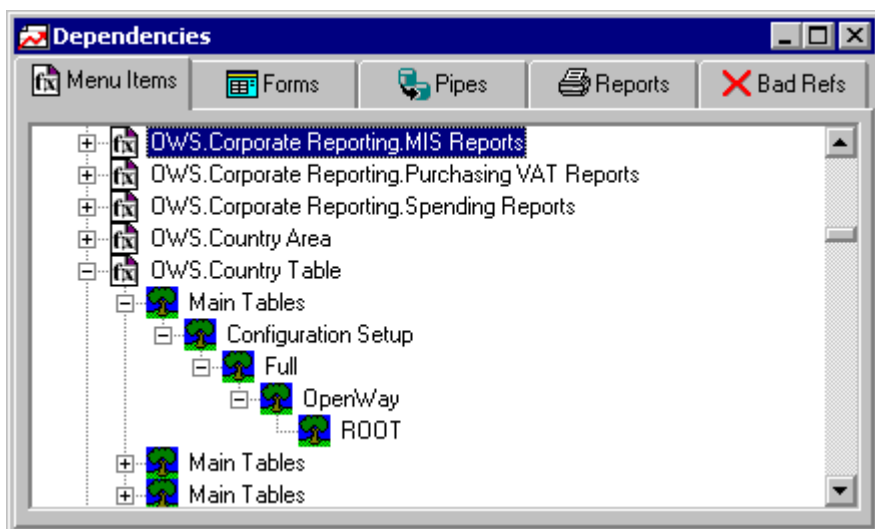 Dependencies
Menu Items Forms Pipes Reports Bad Refs
OWS.Corporate Reporting.MIS Reports
OWS.Corporate Reporting.Purchasing VAT Reports
OWS.Corporate Reporting.Spending Reports
OWS.Country Area
OWS.Country Table
Main Tables
Configuration Setup
Full
OpenWay
ROOT
Main Tables
Main Tables